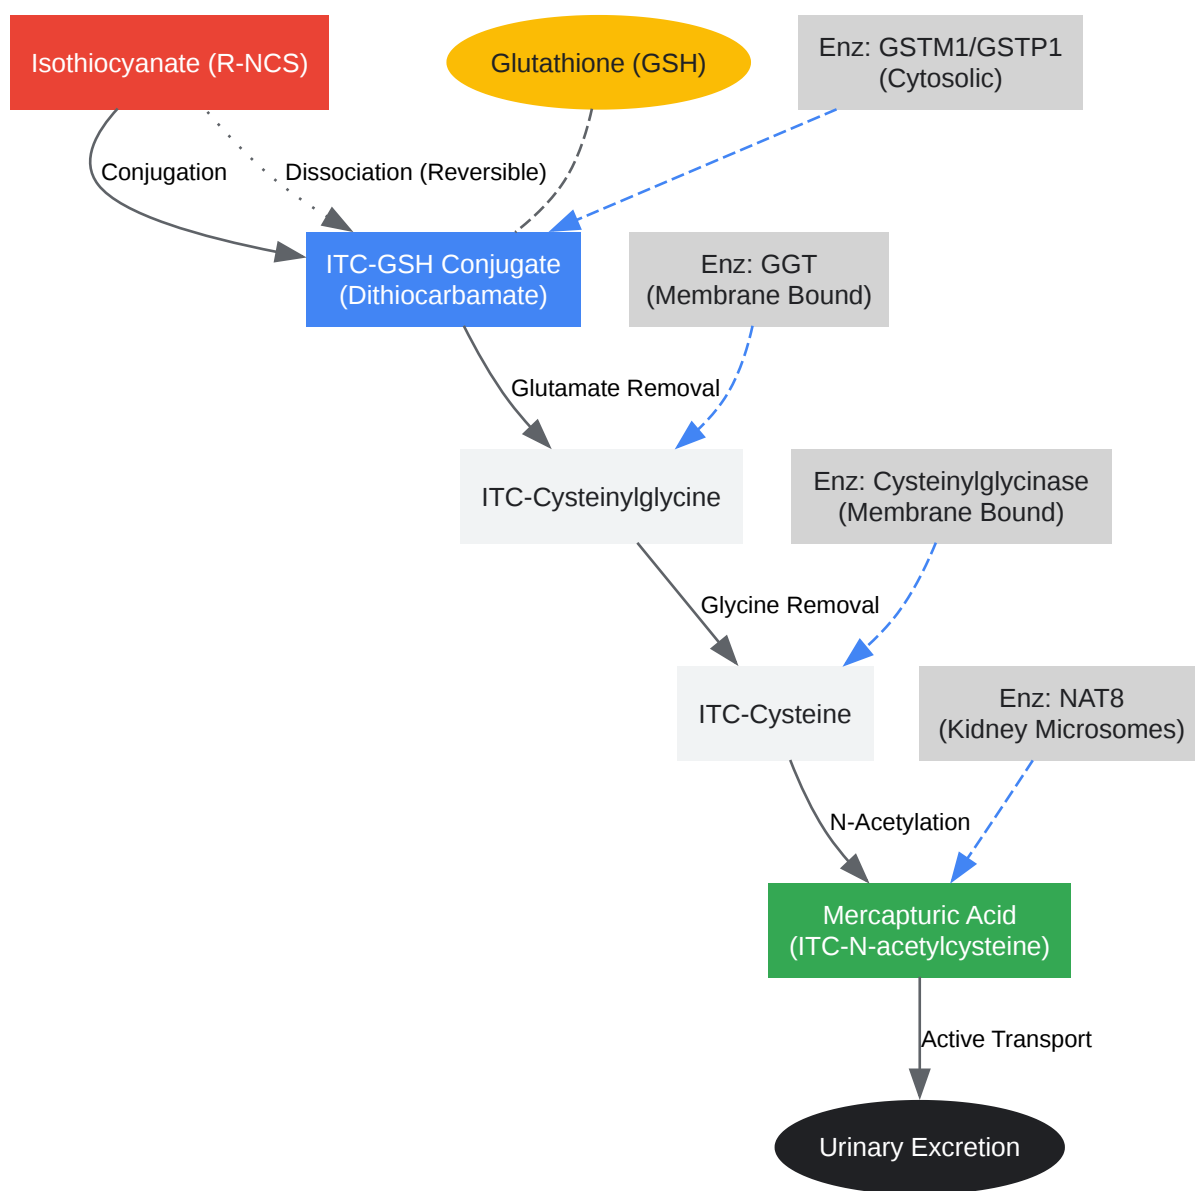 Isothiocyanate (R-NCS)
Glutathione (GSH)
Enz: GSTM1/GSTP1
(Cytosolic)
Conjugation
Dissociation (Reversible)
ITC-GSH Conjugate
(Dithiocarbamate)
Enz: GGT
(Membrane Bound)
Glutamate Removal
ITC-Cysteinylglycine
Enz: Cysteinylglycinase
(Membrane Bound)
Glycine Removal
ITC-Cysteine
Enz: NAT8
(Kidney Microsomes)
N-Acetylation
Mercapturic Acid
(ITC-N-acetylcysteine)
Active Transport
Urinary Excretion